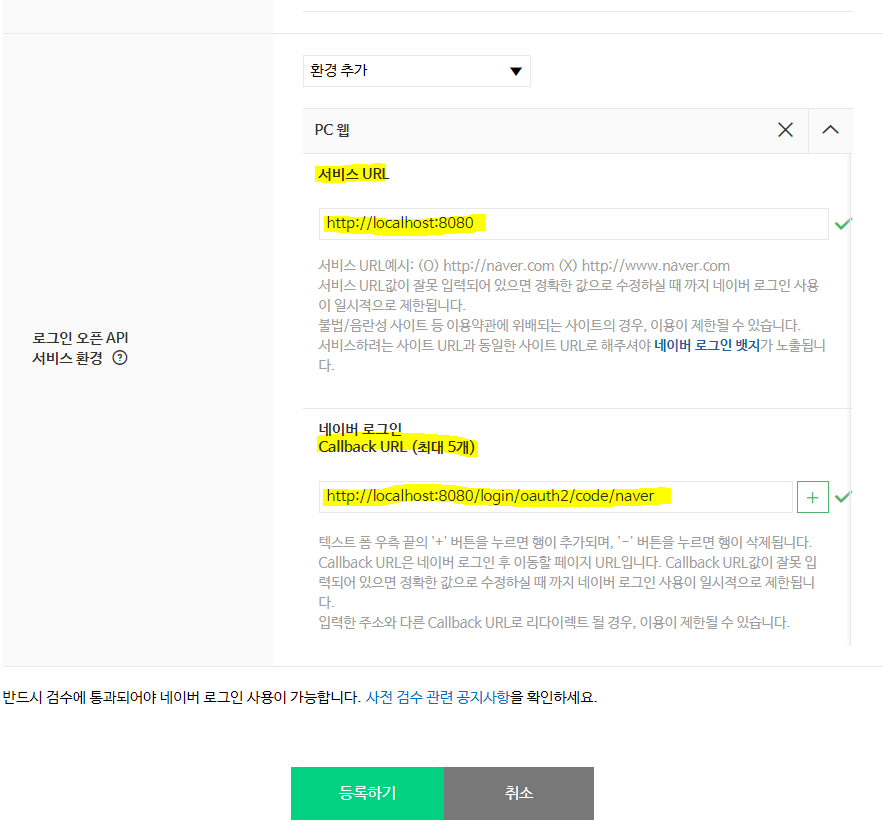 환경 추가
PC 웹
서비스 URL
http://localhost:8080
서비스 URL예시: (O) http://naver.com (X) http://www.naver.com
서비스 URL값이 잘못 입력되어 있으면 정확한 값으로 수정하실 때 까지 네이버 로그인 사용
이 일시적으로 제한됩니다.
불법/음란성 사이트 등 이용약관에 위배되는 사이트의 경우, 이용이 제한될 수 있습니다.
서비스하려는 사이트 URL과 동일한 사이트 URL로 해주셔야 네이버 로그인 뱃지가 노출됩니
다.
로그인 오픈 API
서비스 환경 ?
네이버 로그인
Callback URL (최대 5개)
http://localhost:8080/login/oauth2/code/naver
텍스트 폼 우측 끝의 '+' 버튼을 누르면 행이 추가되며, '-' 버튼을 누르면 행이 삭제됩니다.
Callback URL은 네이버 로그인 후 이동할 페이지 URL입니다. Callback URL값이 잘못 입
력되어 있으면 정확한 값으로 수정하실 때 까지 네이버 로그인 사용이 일시적으로 제한됩니
다.
입력한 주소와 다른 Callback URL로 리다이렉트 될 경우, 이용이 제한될 수 있습니다.
반드시 검수에 통과되어야 네이버 로그인 사용이 가능합니다. 사전 검수 관련 공지사항을 확인하세요.
등록하기
취소